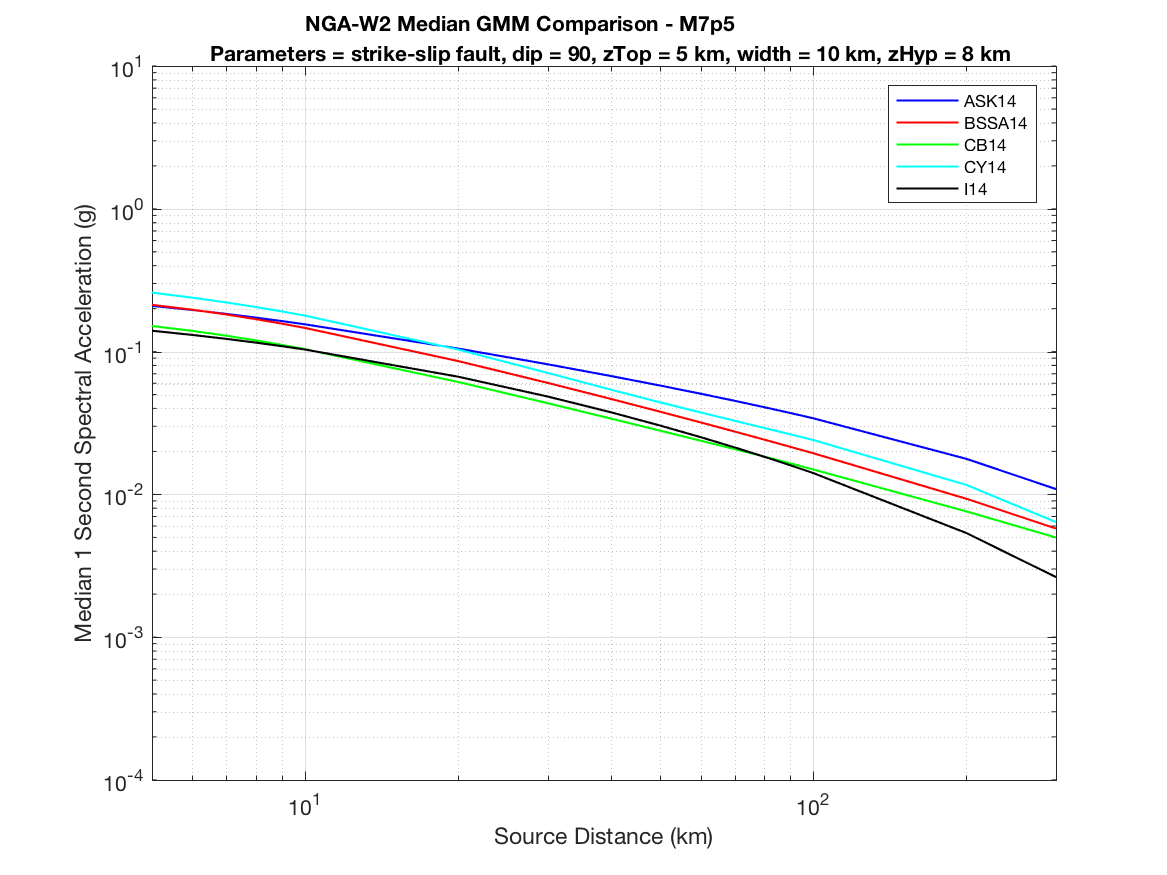 NGA-W2 Median GMM Comparison - M7p5
Parameters = strike-slip fault, dip = 90, zTop = 5 km, width = 10 km, zHyp = 8 km
10^1
ASK14
BSSA14
CB14
CY14
I14
10^0
10^-1
10^-2
10^-3
10^-4
Median 1 Second Spectral Acceleration (g)
10^1
10^2
Source Distance (km)